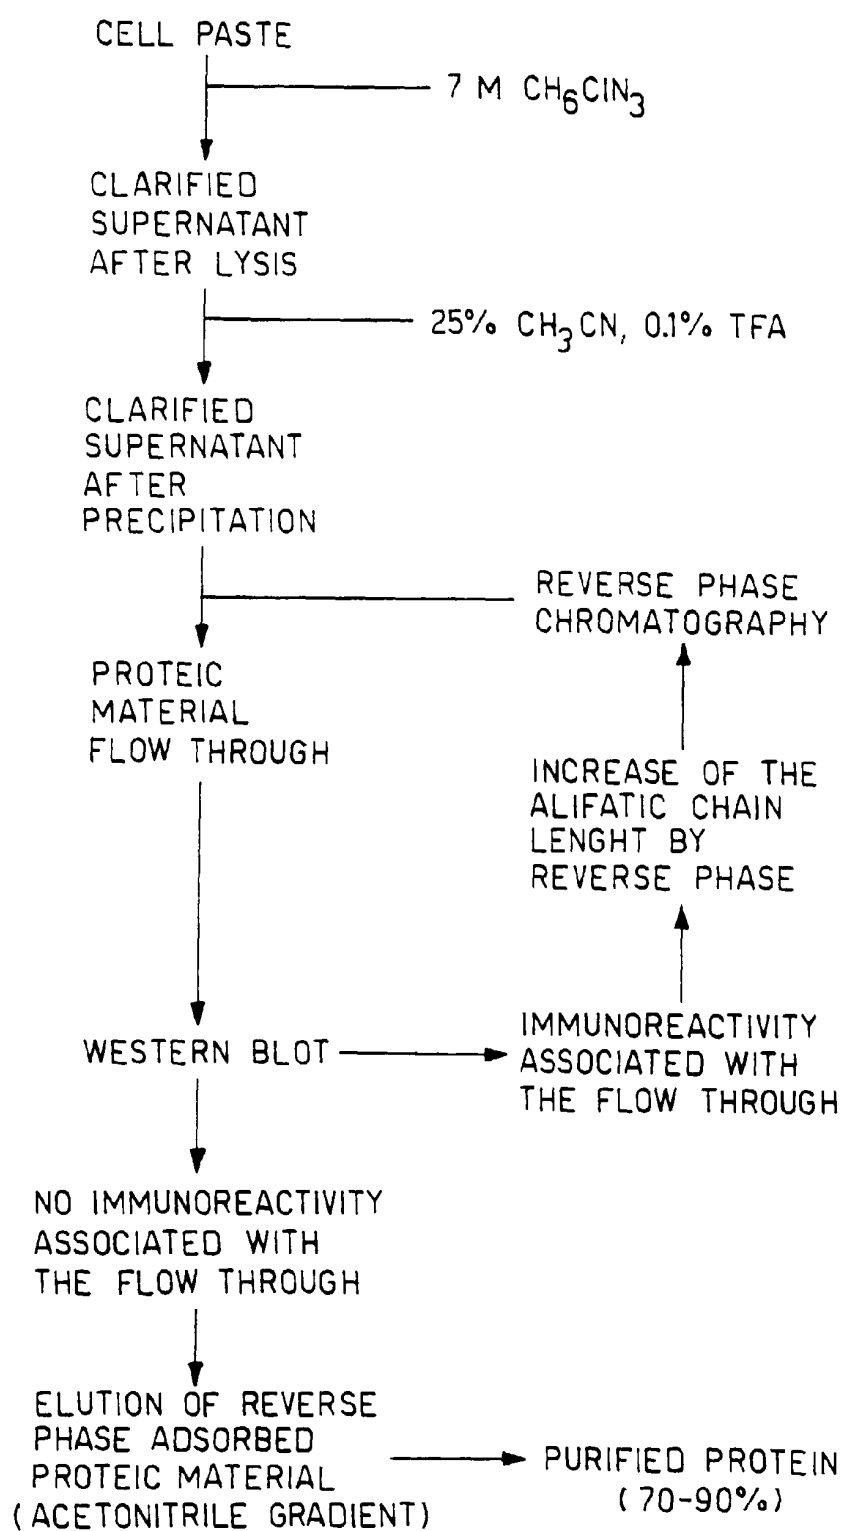 CELL PASTE
7 M CH6ClN3
CLARIFIED
SUPERNATANT
AFTER LYSIS
25% CH3CN, 0.1% TFA
CLARIFIED
SUPERNATANT
AFTER
PRECIPITATION
REVERSE PHASE
CHROMATOGRAPHY
PROTEIC
MATERIAL
FLOW THROUGH
INCREASE OF THE
ALIFATIC CHAIN
LENGHT BY
REVERSE PHASE
WESTERN BLOT
IMMUNOREACTIVITY
ASSOCIATED WITH
THE FLOW THROUGH
NO IMMUNOREACTIVITY
ASSOCIATED WITH
THE FLOW THROUGH
ELUTION OF REVERSE
PHASE ADSORBED
PROTEIC MATERIAL
(ACETONITRILE GRADIENT)
PURIFIED PROTEIN
(70-90%)